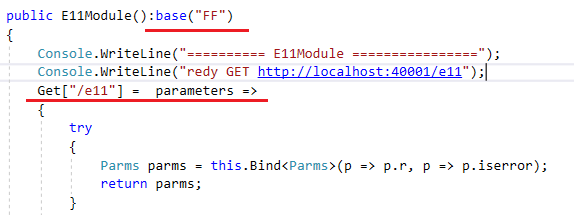 public E11Module():base("FF")
{
Console.WriteLine("========== E11Module ================");
Console.WriteLine("redy GET http://localhost:40001/e11");
Get["/e11"] = parameters =>
{
try
{
Parms parms = this.Bind<Parms>(p => p.r, p => p.iserror);
return parms;
}